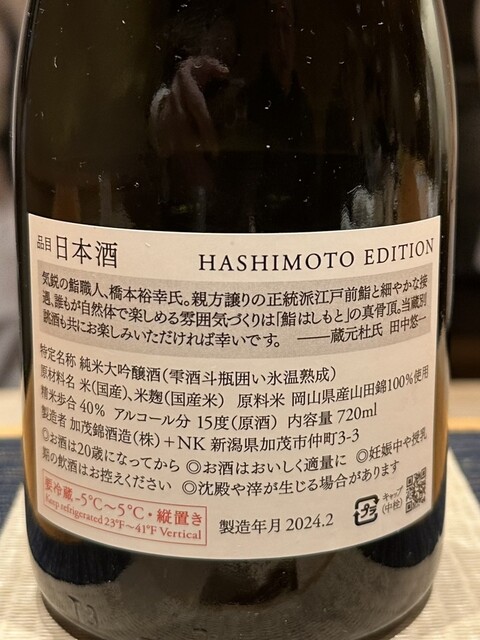 品目 日本酒 HASHIMOTO EDITION
気鋭の鮨職人、橋本裕幸氏。親方譲りの正統派江戸前鮨と細やかな接
遇、誰もが自然体で楽しめる雰囲気づくりは「鮨はしもと」の真骨頂。当蔵別
誂酒も共にお楽しみいただければ幸いです。 ——蔵元杜氏 田中悠一
特定名称 純米大吟醸酒（雫酒斗瓶囲い氷温熟成）
原材料名 米（国産）、米麹（国産米） 原料米 岡山県産山田錦100%使用
精米歩合 40% アルコール分 15度（原酒） 内容量 720ml
製造者 加茂錦酒造（株）＋NK 新潟県加茂市仲町3-3
◎お酒は20歳になってから ◎お酒はおいしく適量に ◎妊娠中や授乳
期の飲酒はお控えください ◎沈殿や滓が生じる場合があります
要冷蔵 -5℃〜5℃・縦置き
Keep refrigerated 23°F〜41°F Vertical
製造年月 2024.2
プラ
キャップ
（中栓）